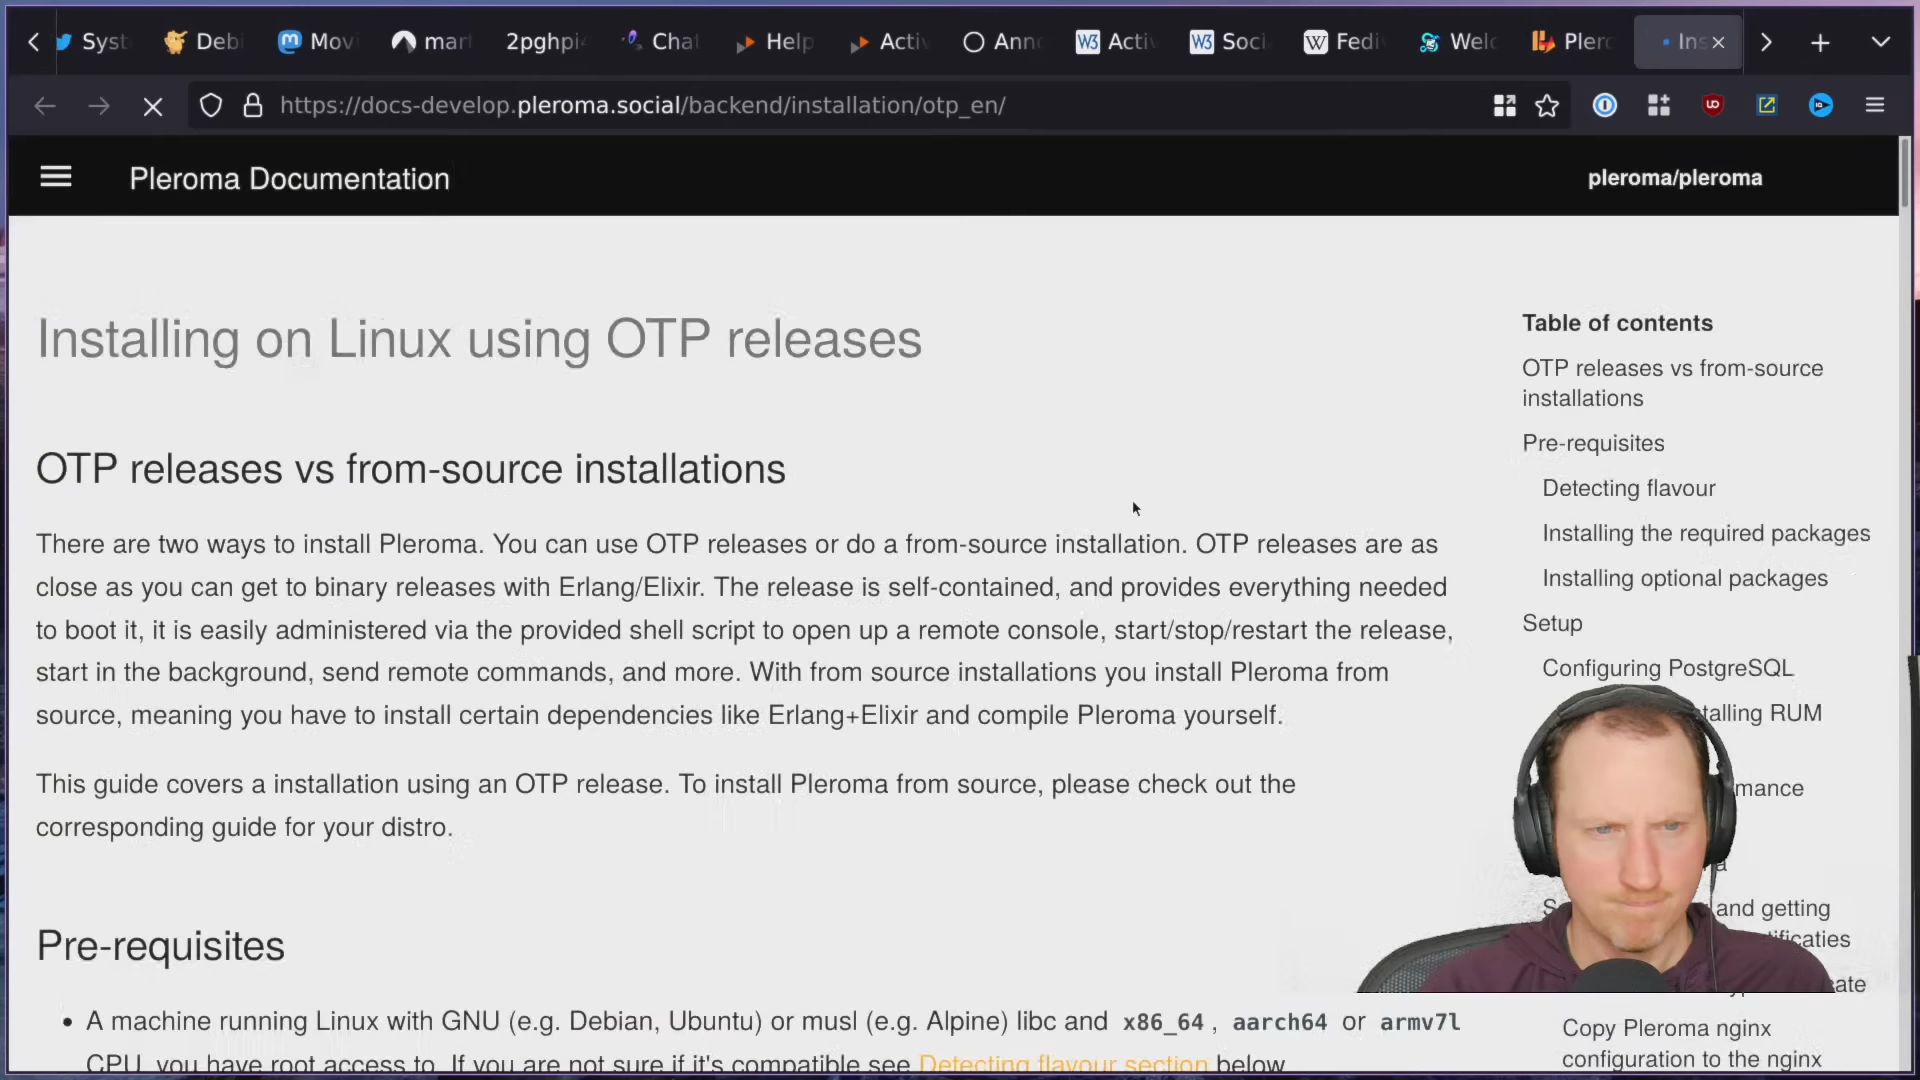 Syst
Debi
Movi
mart
2pghpi
Chat
Help
Activ
Anno
W3
Activ
W3
Soci
W
Fedi
Welc
Plero
Ins
https://docs-develop.pleroma.social/backend/installation/otp_en/
Pleroma Documentation
pleroma/pleroma
Installing on Linux using OTP releases
OTP releases vs from-source installations
There are two ways to install Pleroma. You can use OTP releases or do a from-source installation. OTP releases are as
close as you can get to binary releases with Erlang/Elixir. The release is self-contained, and provides everything needed
to boot it, it is easily administered via the provided shell script to open up a remote console, start/stop/restart the release,
start in the background, send remote commands, and more. With from source installations you install Pleroma from
source, meaning you have to install certain dependencies like Erlang+Elixir and compile Pleroma yourself.
This guide covers a installation using an OTP release. To install Pleroma from source, please check out the
corresponding guide for your distro.
Pre-requisites
• A machine running Linux with GNU (e.g. Debian, Ubuntu) or musl (e.g. Alpine) libc and x86_64, aarch64 or armv7l
CPU, you have root access to. If you are not sure if it's compatible see Detecting flavour section below
Table of contents
OTP releases vs from-source
installations
Pre-requisites
Detecting flavour
Installing the required packages
Installing optional packages
Setup
Configuring PostgreSQL
talling RUM
mance
a
and getting
tificaties
ate
Copy Pleroma nginx
configuration to the nginx